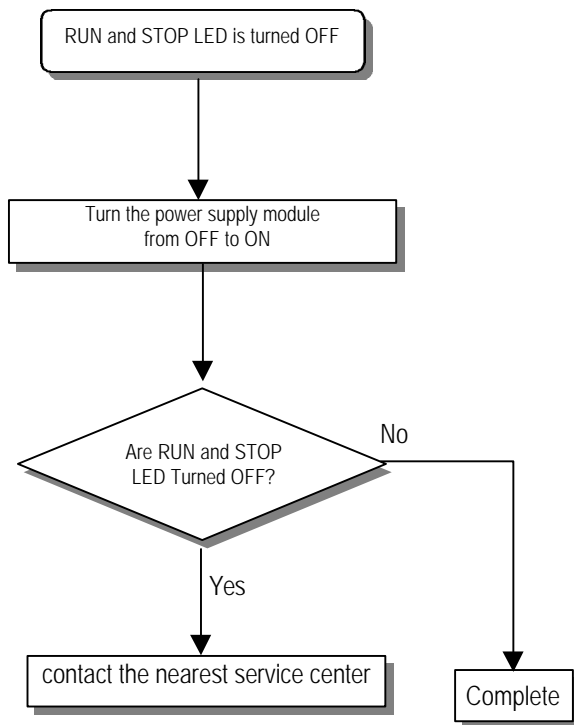 RUN and STOP LED is turned OFF
Turn the power supply module
from OFF to ON
Are RUN and STOP
LED Turned OFF?
No
Yes
contact the nearest service center
Complete